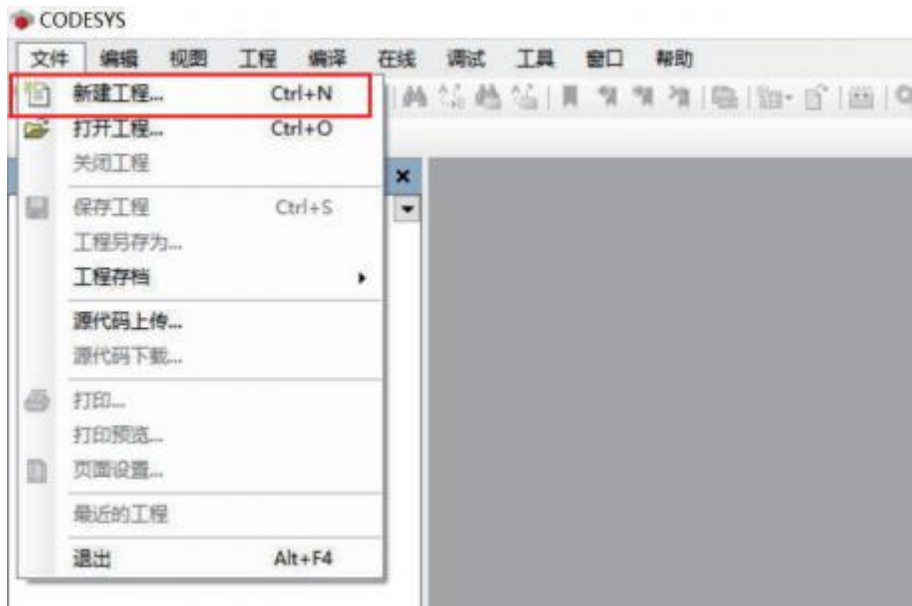 CODESYS
文件 编辑 视图 工程 编译 在线 调试 工具 窗口 帮助
新建工程... Ctrl+N
打开工程... Ctrl+O
关闭工程
保存工程 Ctrl+S
工程另存为...
工程存档
源代码上传...
源代码下载...
打印...
打印预览...
页面设置...
最近的工程
退出 Alt+F4